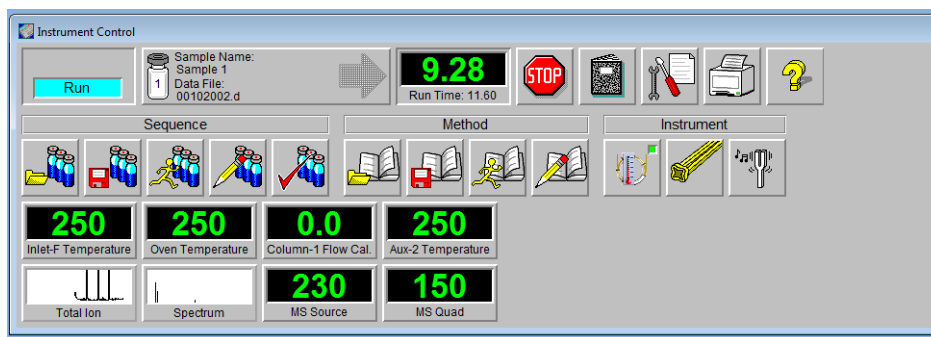 Instrument Control
Run
1
Sample Name:
Sample 1
Data File:
00102002.d
9.28
Run Time: 11.60
STOP
Sequence
Method
Instrument
250
Inlet-F Temperature
250
Oven Temperature
0.0
Column-1 Flow Cal.
250
Aux-2 Temperature
Total Ion
Spectrum
230
MS Source
150
MS Quad